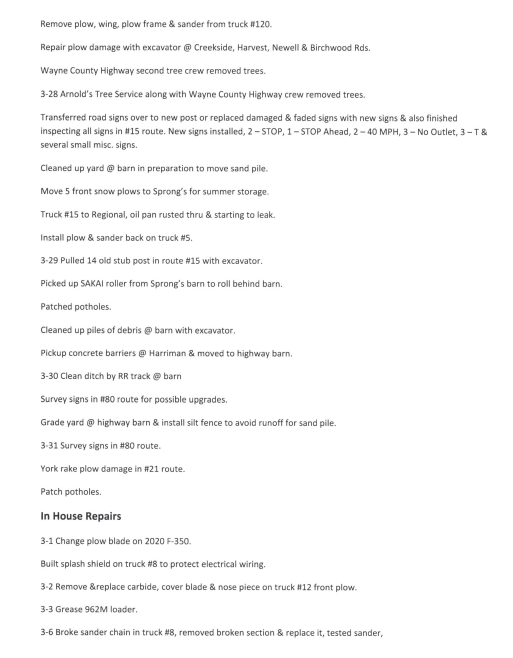 Remove plow, wing, plow frame & sander from truck #120.
Repair plow damage with excavator @ Creekside, Harvest, Newell & Birchwood Rds.
Wayne County Highway second tree crew removed trees.
3-28 Arnold's Tree Service along with Wayne County Highway crew removed trees.
Transferred road signs over to new post or replaced damaged & faded signs with new signs & also finished
inspecting all signs in #15 route. New signs installed, 2 – STOP, 1 – STOP Ahead, 2 – 40 MPH, 3 – No Outlet, 3 – T &
several small misc. signs.
Cleaned up yard @ barn in preparation to move sand pile.
Move 5 front snow plows to Sprong's for summer storage.
Truck #15 to Regional, oil pan rusted thru & starting to leak.
Install plow & sander back on truck #5.
3-29 Pulled 14 old stub post in route #15 with excavator.
Picked up SAKAI roller from Sprong's barn to roll behind barn.
Patched potholes.
Cleaned up piles of debris @ barn with excavator.
Pickup concrete barriers @ Harriman & moved to highway barn.
3-30 Clean ditch by RR track @ barn
Survey signs in #80 route for possible upgrades.
Grade yard @ highway barn & install silt fence to avoid runoff for sand pile.
3-31 Survey signs in #80 route.
York rake plow damage in #21 route.
Patch potholes.
In House Repairs
3-1 Change plow blade on 2020 F-350.
Built splash shield on truck #8 to protect electrical wiring.
3-2 Remove &replace carbide, cover blade & nose piece on truck #12 front plow.
3-3 Grease 962M loader.
3-6 Broke sander chain in truck #8, removed broken section & replace it, tested sander,